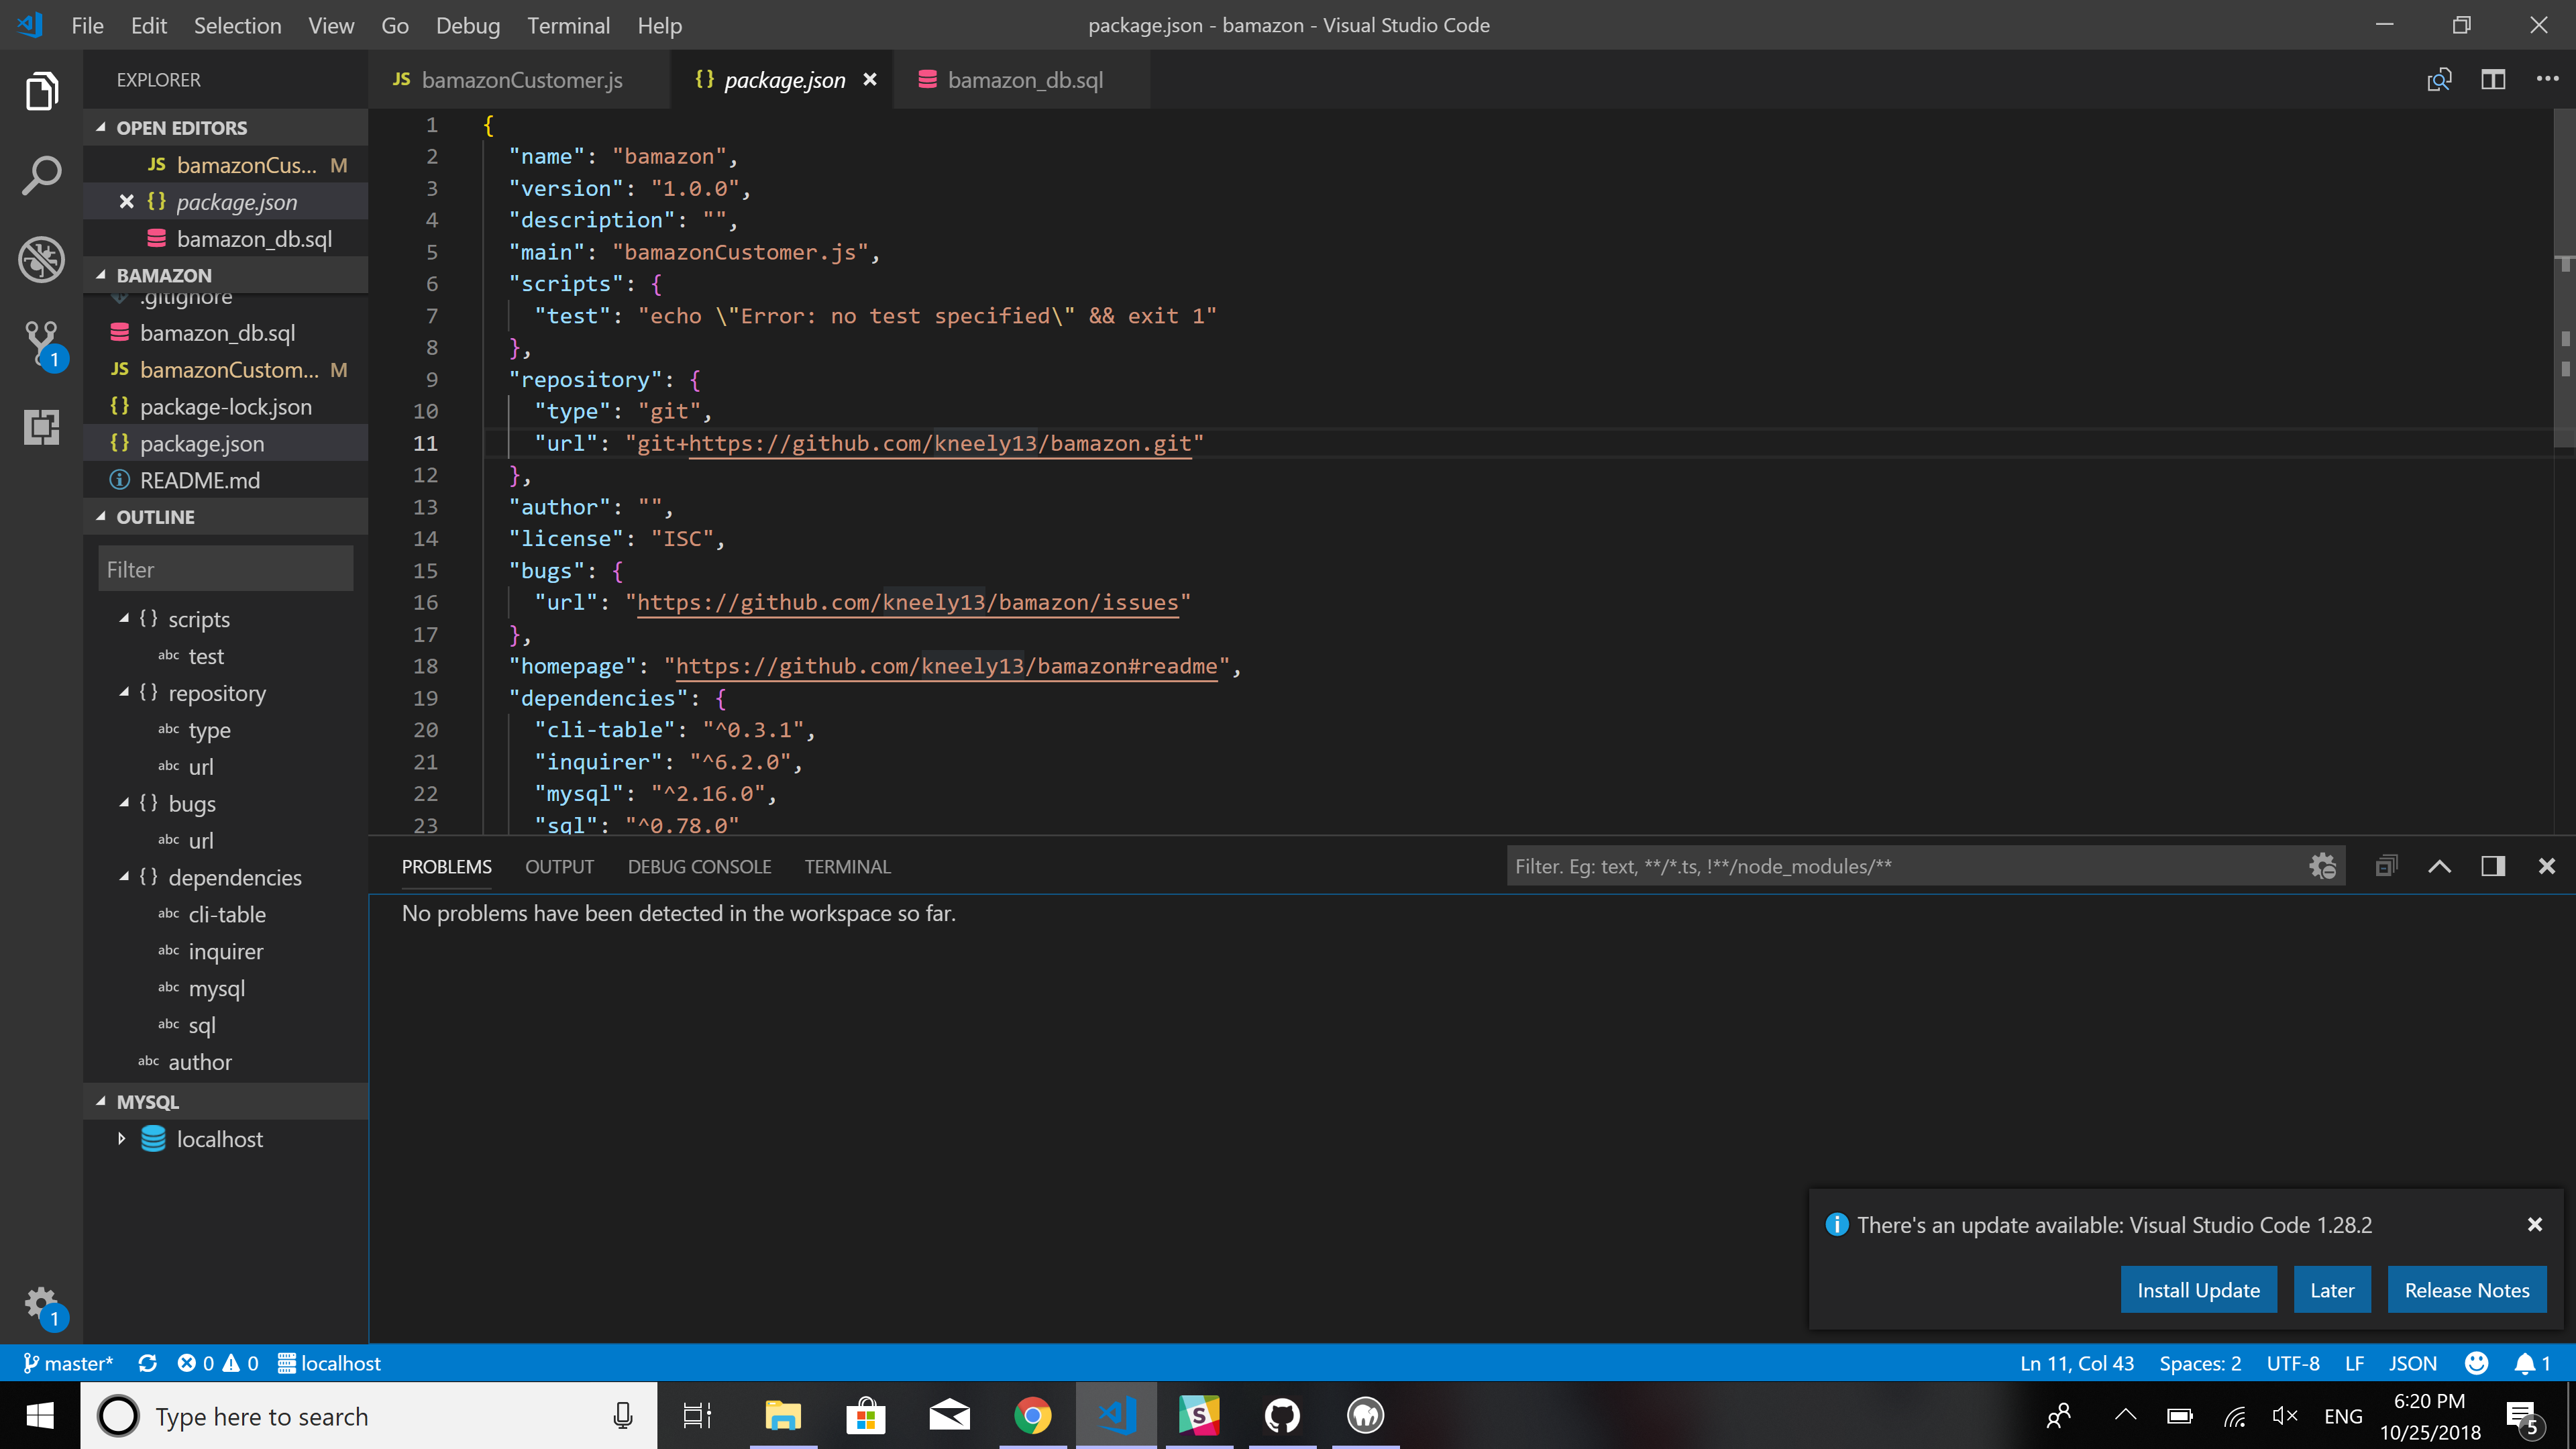 File Edit Selection View Go Debug Terminal Help
package.json - bamazon - Visual Studio Code
EXPLORER
OPEN EDITORS
JS bamazonCus... M
{} package.json
bamazon_db.sql
BAMAZON
.gitignore
bamazon_db.sql
JS bamazonCustom... M
{} package-lock.json
{} package.json
README.md
OUTLINE
Filter
{} scripts
abc test
{} repository
abc type
abc url
{} bugs
abc url
{} dependencies
abc cli-table
abc inquirer
abc mysql
abc sql
abc author
MYSQL
localhost
1
1
JS bamazonCustomer.js
{} package.json
bamazon_db.sql
1 {
2 "name": "bamazon",
3 "version": "1.0.0",
4 "description": "",
5 "main": "bamazonCustomer.js",
6 "scripts": {
7 "test": "echo \"Error: no test specified\" && exit 1"
8 },
9 "repository": {
10 "type": "git",
11 "url": "git+https://github.com/kneely13/bamazon.git"
12 },
13 "author": "",
14 "license": "ISC",
15 "bugs": {
16 "url": "https://github.com/kneely13/bamazon/issues"
17 },
18 "homepage": "https://github.com/kneely13/bamazon#readme",
19 "dependencies": {
20 "cli-table": "^0.3.1",
21 "inquirer": "^6.2.0",
22 "mysql": "^2.16.0",
23 "sql": "^0.78.0"
PROBLEMS OUTPUT DEBUG CONSOLE TERMINAL
Filter. Eg: text, **/*.ts, !**/node_modules/**
No problems have been detected in the workspace so far.
There's an update available: Visual Studio Code 1.28.2
Install Update Later Release Notes
master* 0 0 localhost
Ln 11, Col 43 Spaces: 2 UTF-8 LF JSON 1
Type here to search
S
ENG
6:20 PM
10/25/2018
5